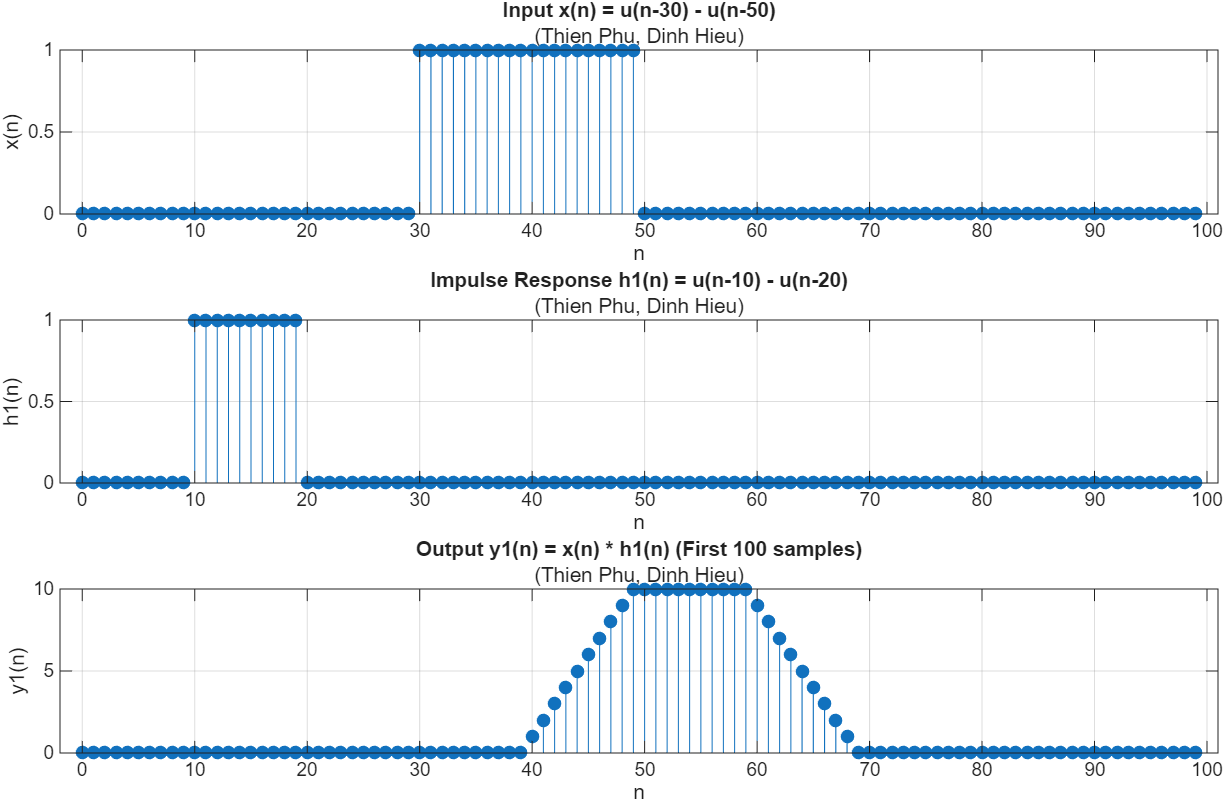 Input x(n) = u(n-30) - u(n-50)
(Thien Phu, Dinh Hieu)
1
0.5
0
x(n)
0 10 20 30 40 50 60 70 80 90 100
n
Impulse Response h1(n) = u(n-10) - u(n-20)
(Thien Phu, Dinh Hieu)
1
0.5
0
h1(n)
0 10 20 30 40 50 60 70 80 90 100
n
Output y1(n) = x(n) * h1(n) (First 100 samples)
(Thien Phu, Dinh Hieu)
10
5
0
y1(n)
0 10 20 30 40 50 60 70 80 90 100
n